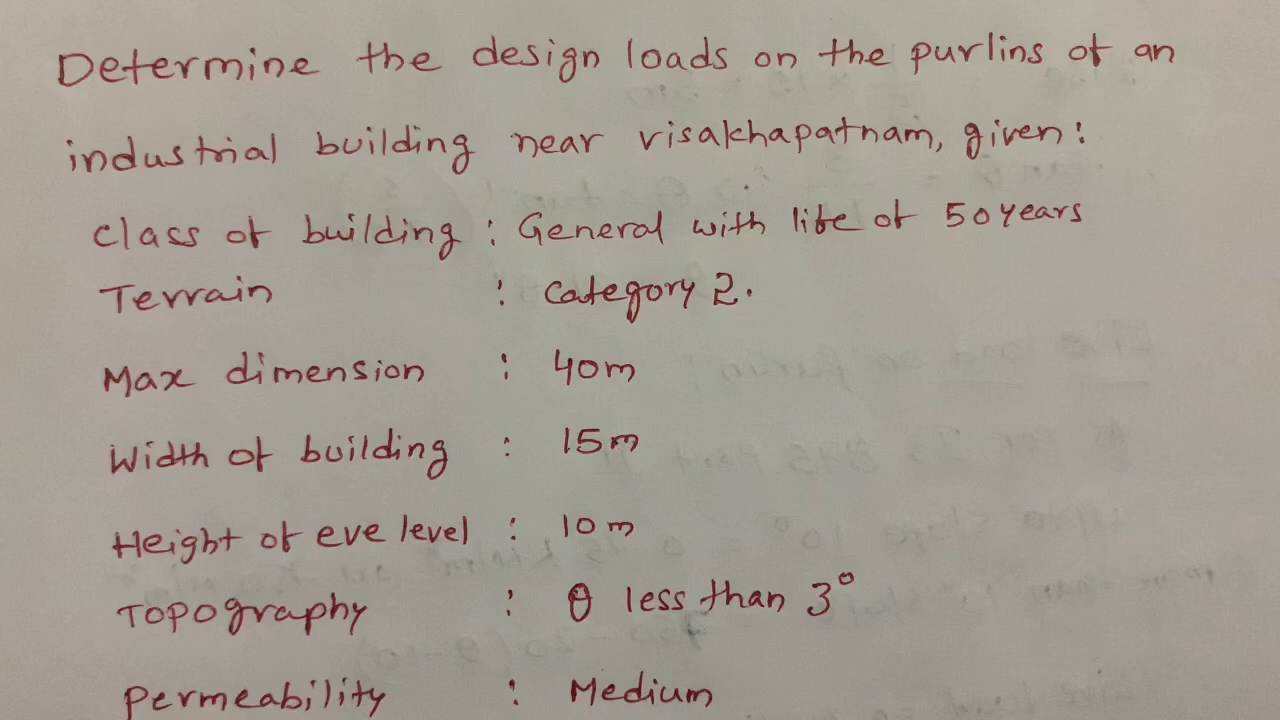 Determine the design loads on the purlins of an
industrial building near visakhapatnam, given:
class of building : General with life of 50 years
Terrain : Category 2.
Max dimension : 40m
Width of building : 15m
Height of eve level : 10m
Topography : θ less than 3°
Permeability : Medium